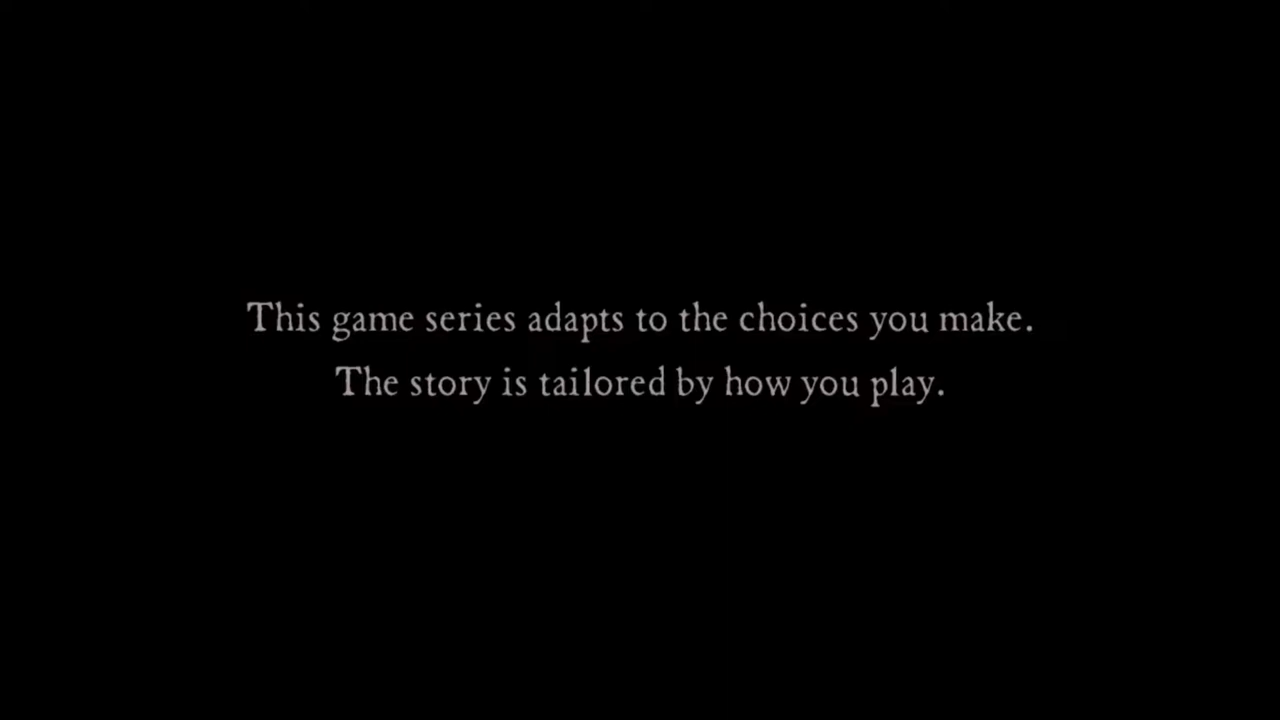 This game series adapts to the choices you make.
The story is tailored by how you play.